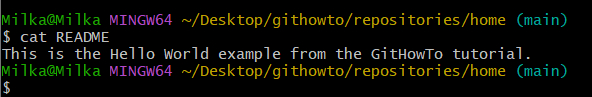 Milka@Milka MINGW64 ~/Desktop/githowto/repositories/home (main)
$ cat README
This is the Hello World example from the GitHowTo tutorial.
Milka@Milka MINGW64 ~/Desktop/githowto/repositories/home (main)
$